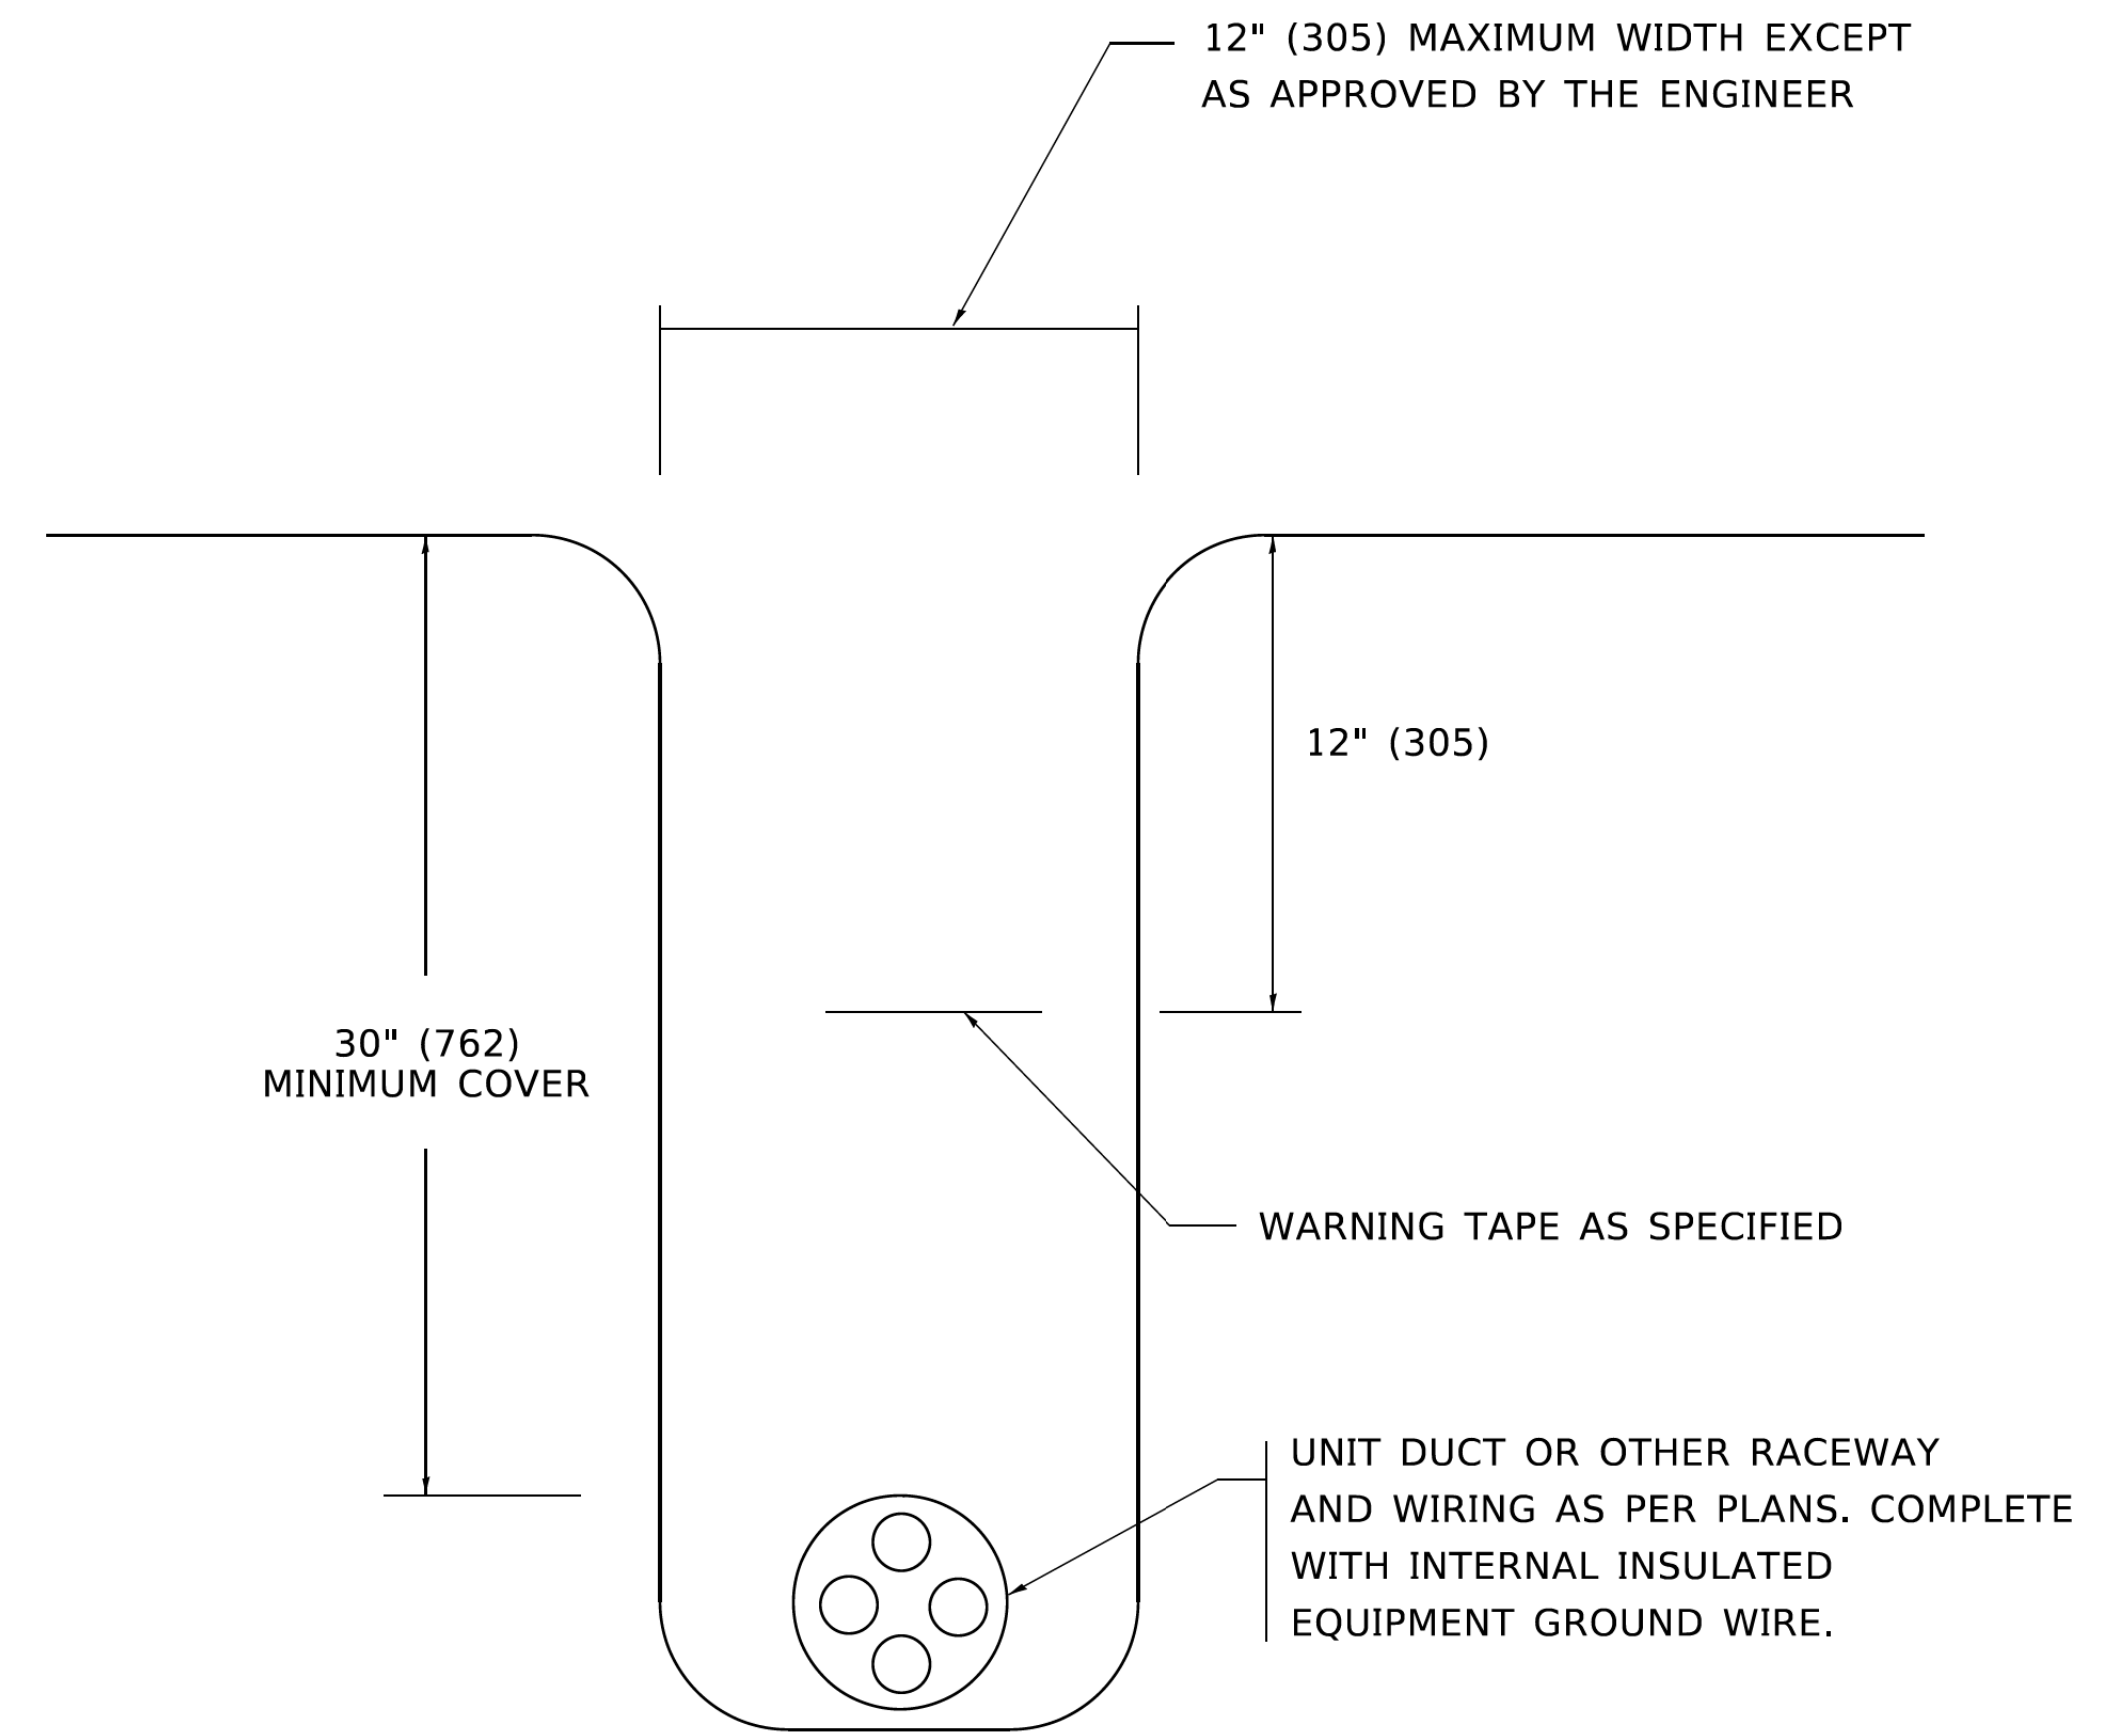 12" (305) MAXIMUM WIDTH EXCEPT
AS APPROVED BY THE ENGINEER
12" (305)
30" (762)
MINIMUM COVER
WARNING TAPE AS SPECIFIED
UNIT DUCT OR OTHER RACEWAY
AND WIRING AS PER PLANS. COMPLETE
WITH INTERNAL INSULATED
EQUIPMENT GROUND WIRE.